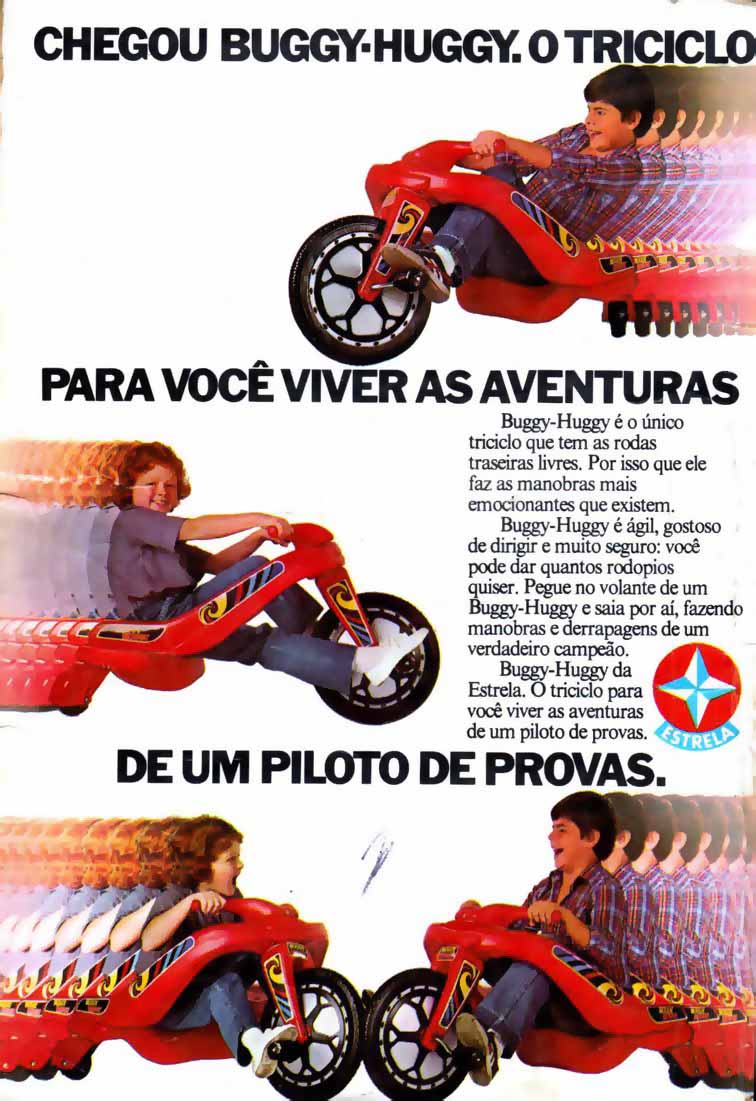 CHEGOU BUGGY-HUGGY. O TRICICLO
PARA VOCÊ VIVER AS AVENTURAS
Buggy-Huggy é o único
triciclo que tem as rodas
traseiras livres. Por isso que ele
faz as manobras mais
emocionantes que existem.
Buggy-Huggy é ágil, gostoso
de dirigir e muito seguro: você
pode dar quantos rodopios
quiser. Pegue no volante de um
Buggy-Huggy e saia por aí, fazendo
manobras e derrapagens de um
verdadeiro campeão.
Buggy-Huggy da
Estrela. O triciclo para
você viver as aventuras
de um piloto de provas.
ESTRELA
DE UM PILOTO DE PROVAS.